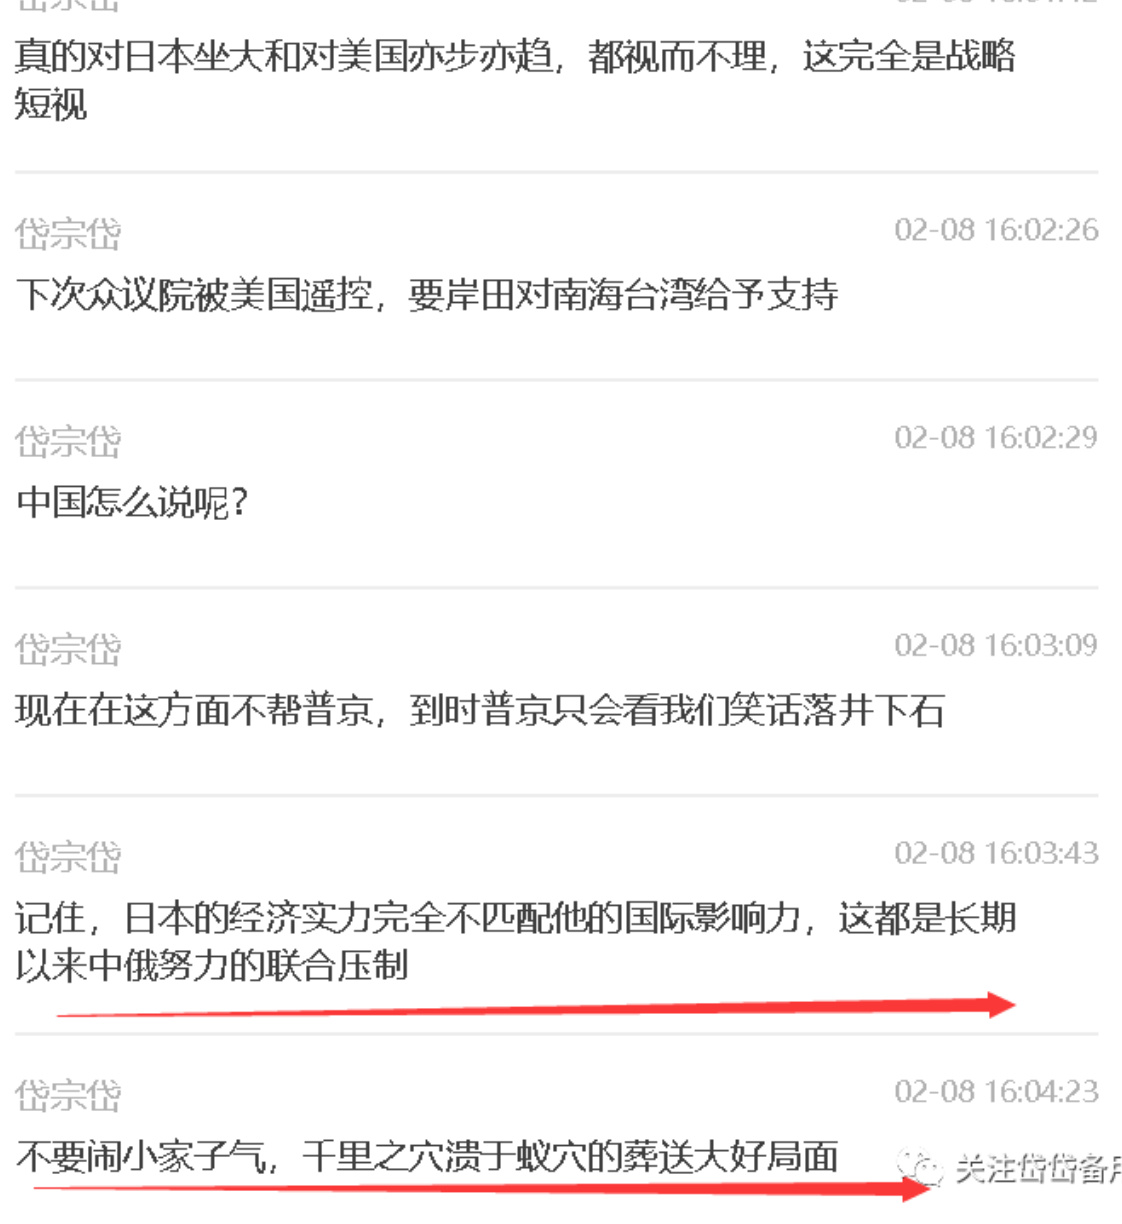 真的对日本坐大和对美国亦步亦趋，都视而不理，这完全是战略
短视
岱宗岱
02-08 16:02:26
下次众议院被美国遥控，要岸田对南海台湾给予支持
岱宗岱
02-08 16:02:29
中国怎么说呢？
岱宗岱
02-08 16:03:09
现在在这方面不帮普京，到时普京只会看我们笑话落井下石
岱宗岱
02-08 16:03:43
记住，日本的经济实力完全不匹配他的国际影响力，这都是长期
以来中俄努力的联合压制
岱宗岱
02-08 16:04:23
不要闹小家子气，千里之穴溃于蚁穴的葬送大好局面
关注岱岱备用